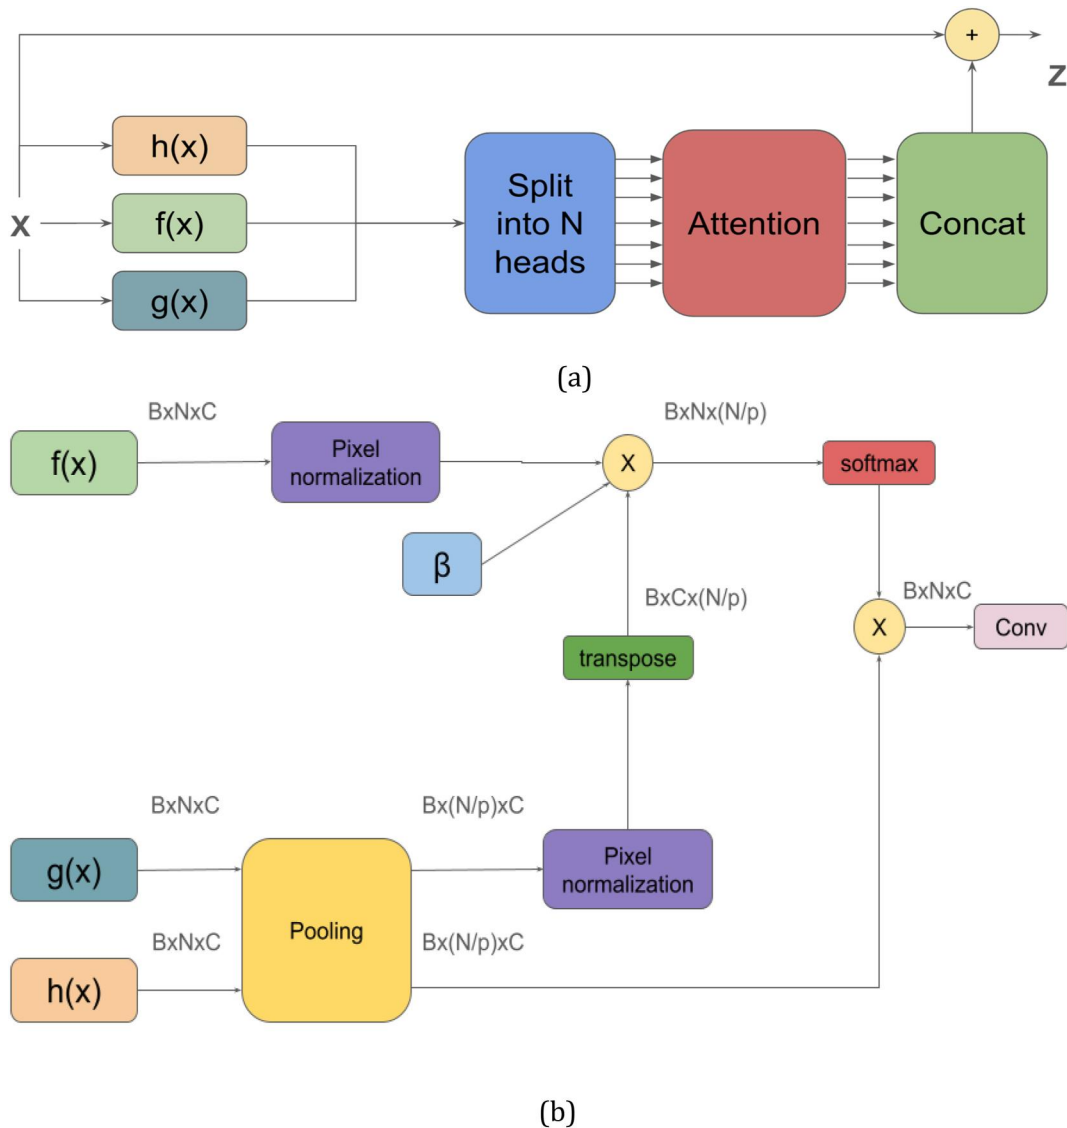 +
z
h(x)
x
f(x)
g(x)
Split
into N
heads
Attention
Concat
(a)
BxNxC
BxNx(N/p)
f(x)
Pixel
normalization
X
softmax
β
BxCx(N/p)
BxNxC
X
Conv
transpose
BxNxC
Bx(N/p)xC
g(x)
Pixel
normalization
Pooling
BxNxC
Bx(N/p)xC
h(x)
(b)